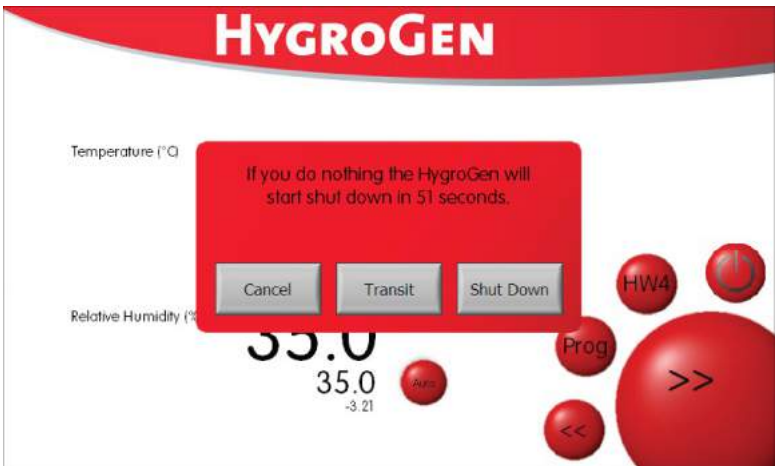 HYGROGEN
Temperature (°C)
If you do nothing the HygroGen will
start shut down in 51 seconds.
Cancel Transit Shut Down
HW4
Relative Humidity (%
35.0
Prog
35.0
Auto
>>
-3.21
<<